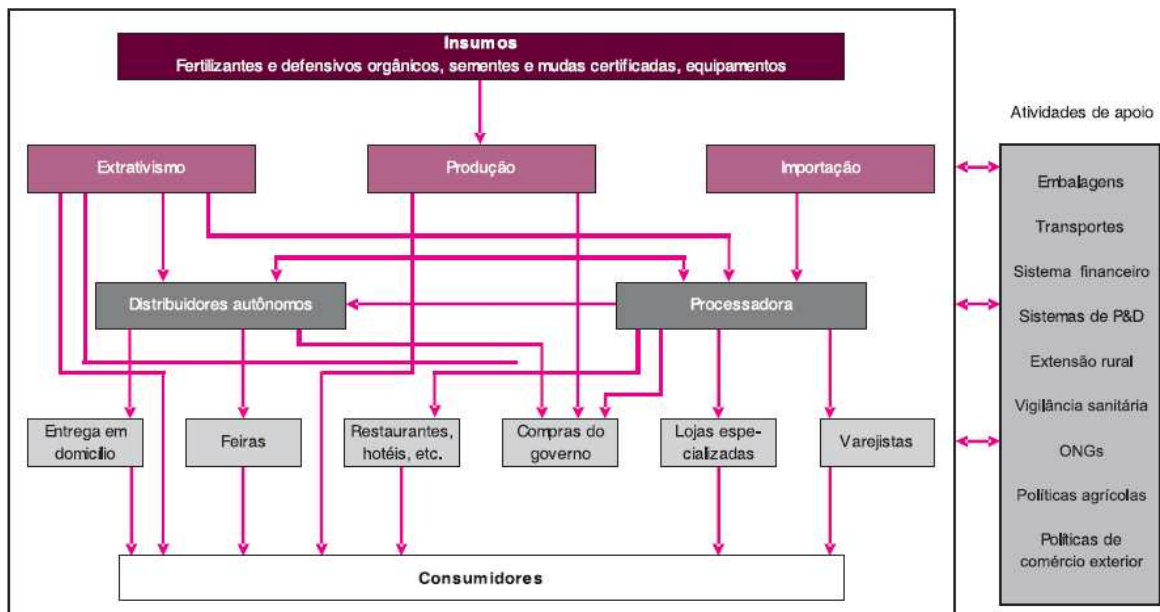 Insumos
Fertilizantes e defensivos orgânicos, sementes e mudas certificadas, equipamentos
Atividades de apoio
Extrativismo
Produção
Importação
Distribuidores autônomos
Processadora
Entrega em
domicílio
Feiras
Restaurantes,
hotéis, etc.
Compras do
governo
Lojas espe-
cializadas
Varejistas
Consumidores
Embalagens
Transportes
Sistema financeiro
Sistemas de P&D
Extensão rural
Vigilância sanitária
ONGs
Políticas agrícolas
Políticas de
comércio exterior